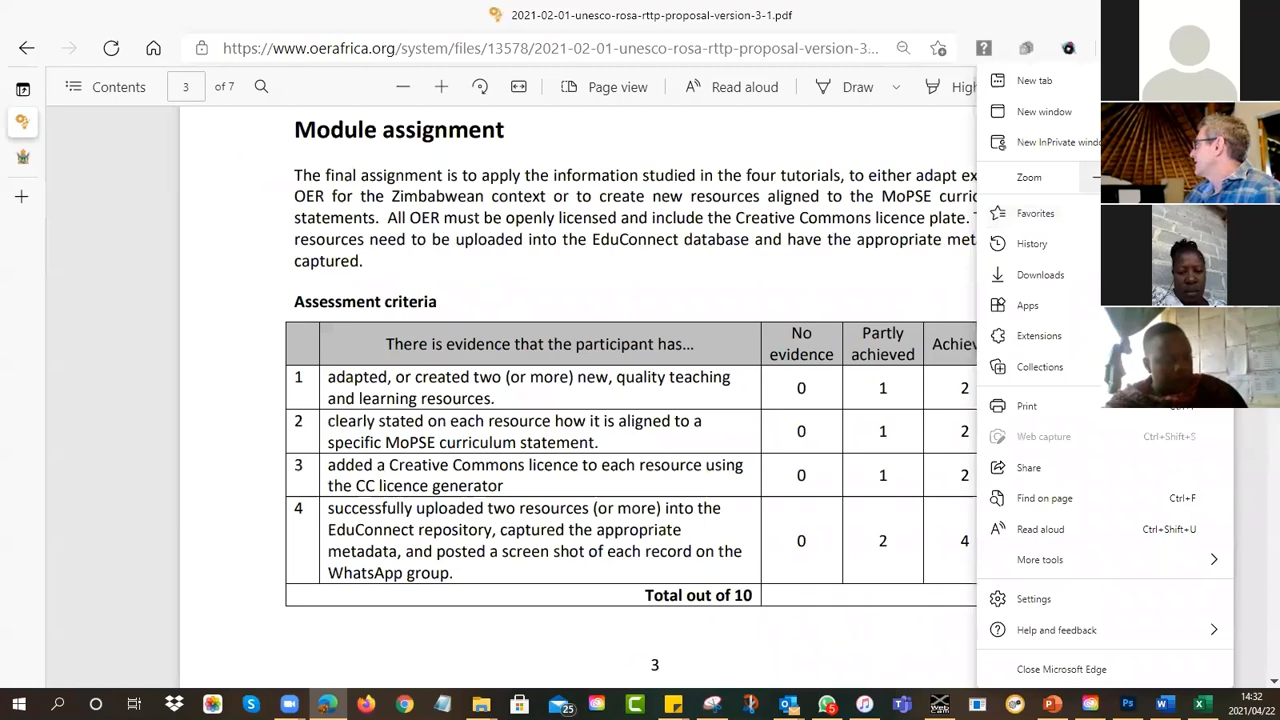 2021-02-01-unesco-rosa-rttp-proposal-version-3-1.pdf
https://www.oerafrica.org/system/files/13578/2021-02-01-unesco-rosa-rttp-proposal-version-3...
Contents
3
of 7
Page view
Read aloud
Draw
High
Module assignment
The final assignment is to apply the information studied in the four tutorials, to either adapt ex
OER for the Zimbabwean context or to create new resources aligned to the MoPSE curric
statements. All OER must be openly licensed and include the Creative Commons licence plate. T
resources need to be uploaded into the EduConnect database and have the appropriate met
captured.
Assessment criteria
There is evidence that the participant has...
No evidence
Partly achieved
Achiev
1
adapted, or created two (or more) new, quality teaching
and learning resources.
0
1
2
2
clearly stated on each resource how it is aligned to a
specific MoPSE curriculum statement.
0
1
2
3
added a Creative Commons licence to each resource using
the CC licence generator
0
1
2
4
successfully uploaded two resources (or more) into the
EduConnect repository, captured the appropriate
metadata, and posted a screen shot of each record on the
WhatsApp group.
0
2
4
Total out of 10
3
New tab
New window
New InPrivate windo
Zoom
Favorites
History
Downloads
Apps
Extensions
Collections
Print
Web capture
Ctrl+Shift+S
Share
Find on page
Ctrl+F
Read aloud
Ctrl+Shift+U
More tools
Settings
Help and feedback
Close Microsoft Edge
25
5
14:32
2021/04/22